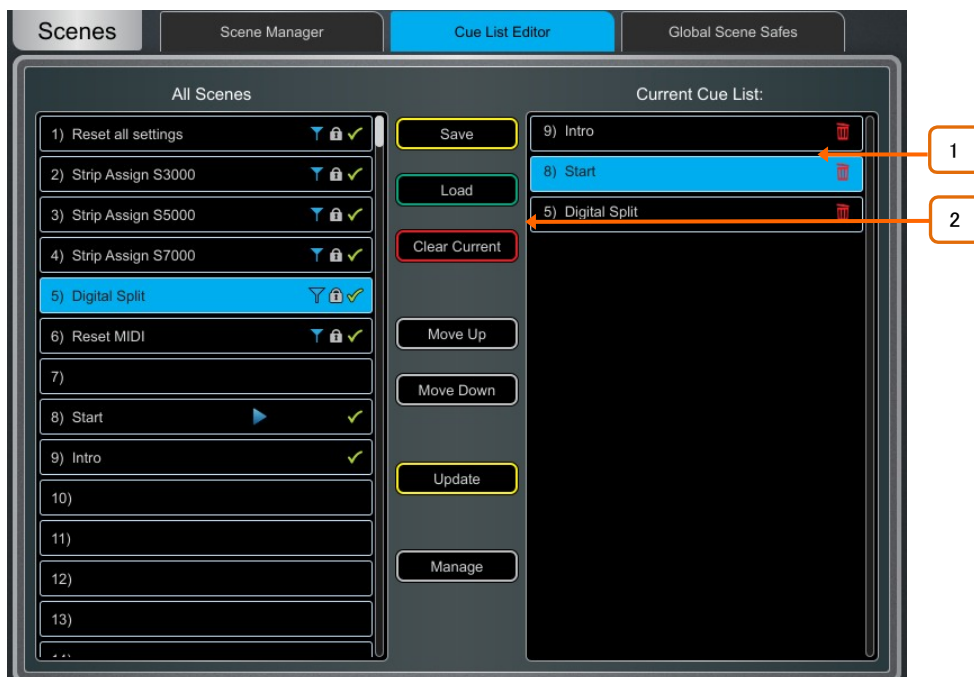 Scenes
Scene Manager
Cue List Editor
Global Scene Safes
All Scenes
1) Reset all settings
2) Strip Assign S3000
3) Strip Assign S5000
4) Strip Assign S7000
5) Digital Split
6) Reset MIDI
7)
8) Start
9) Intro
10)
11)
12)
13)
Save
Load
Clear Current
Move Up
Move Down
Update
Manage
Current Cue List:
9) Intro
8) Start
5) Digital Split
1
2